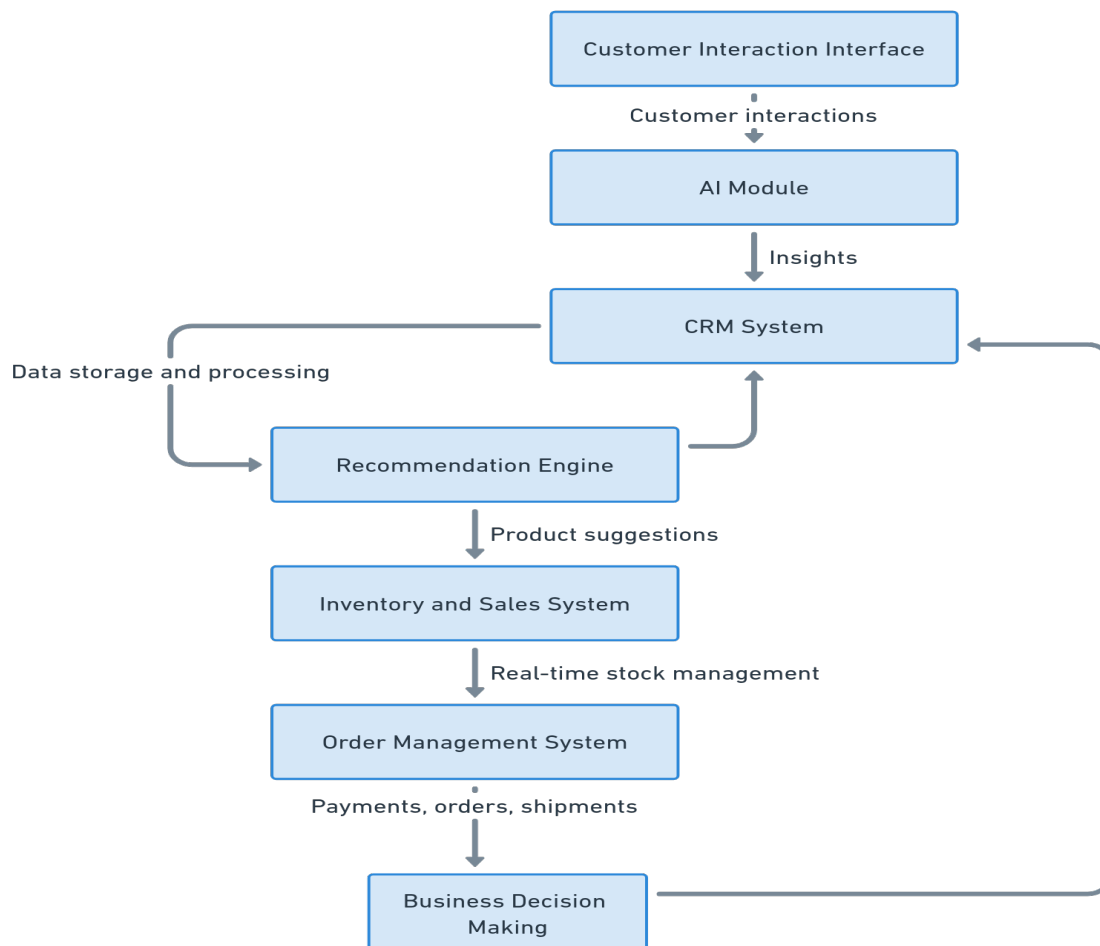 Customer Interaction Interface
Customer interactions
AI Module
Insights
CRM System
Data storage and processing
Recommendation Engine
Product suggestions
Inventory and Sales System
Real-time stock management
Order Management System
Payments, orders, shipments
Business Decision
Making